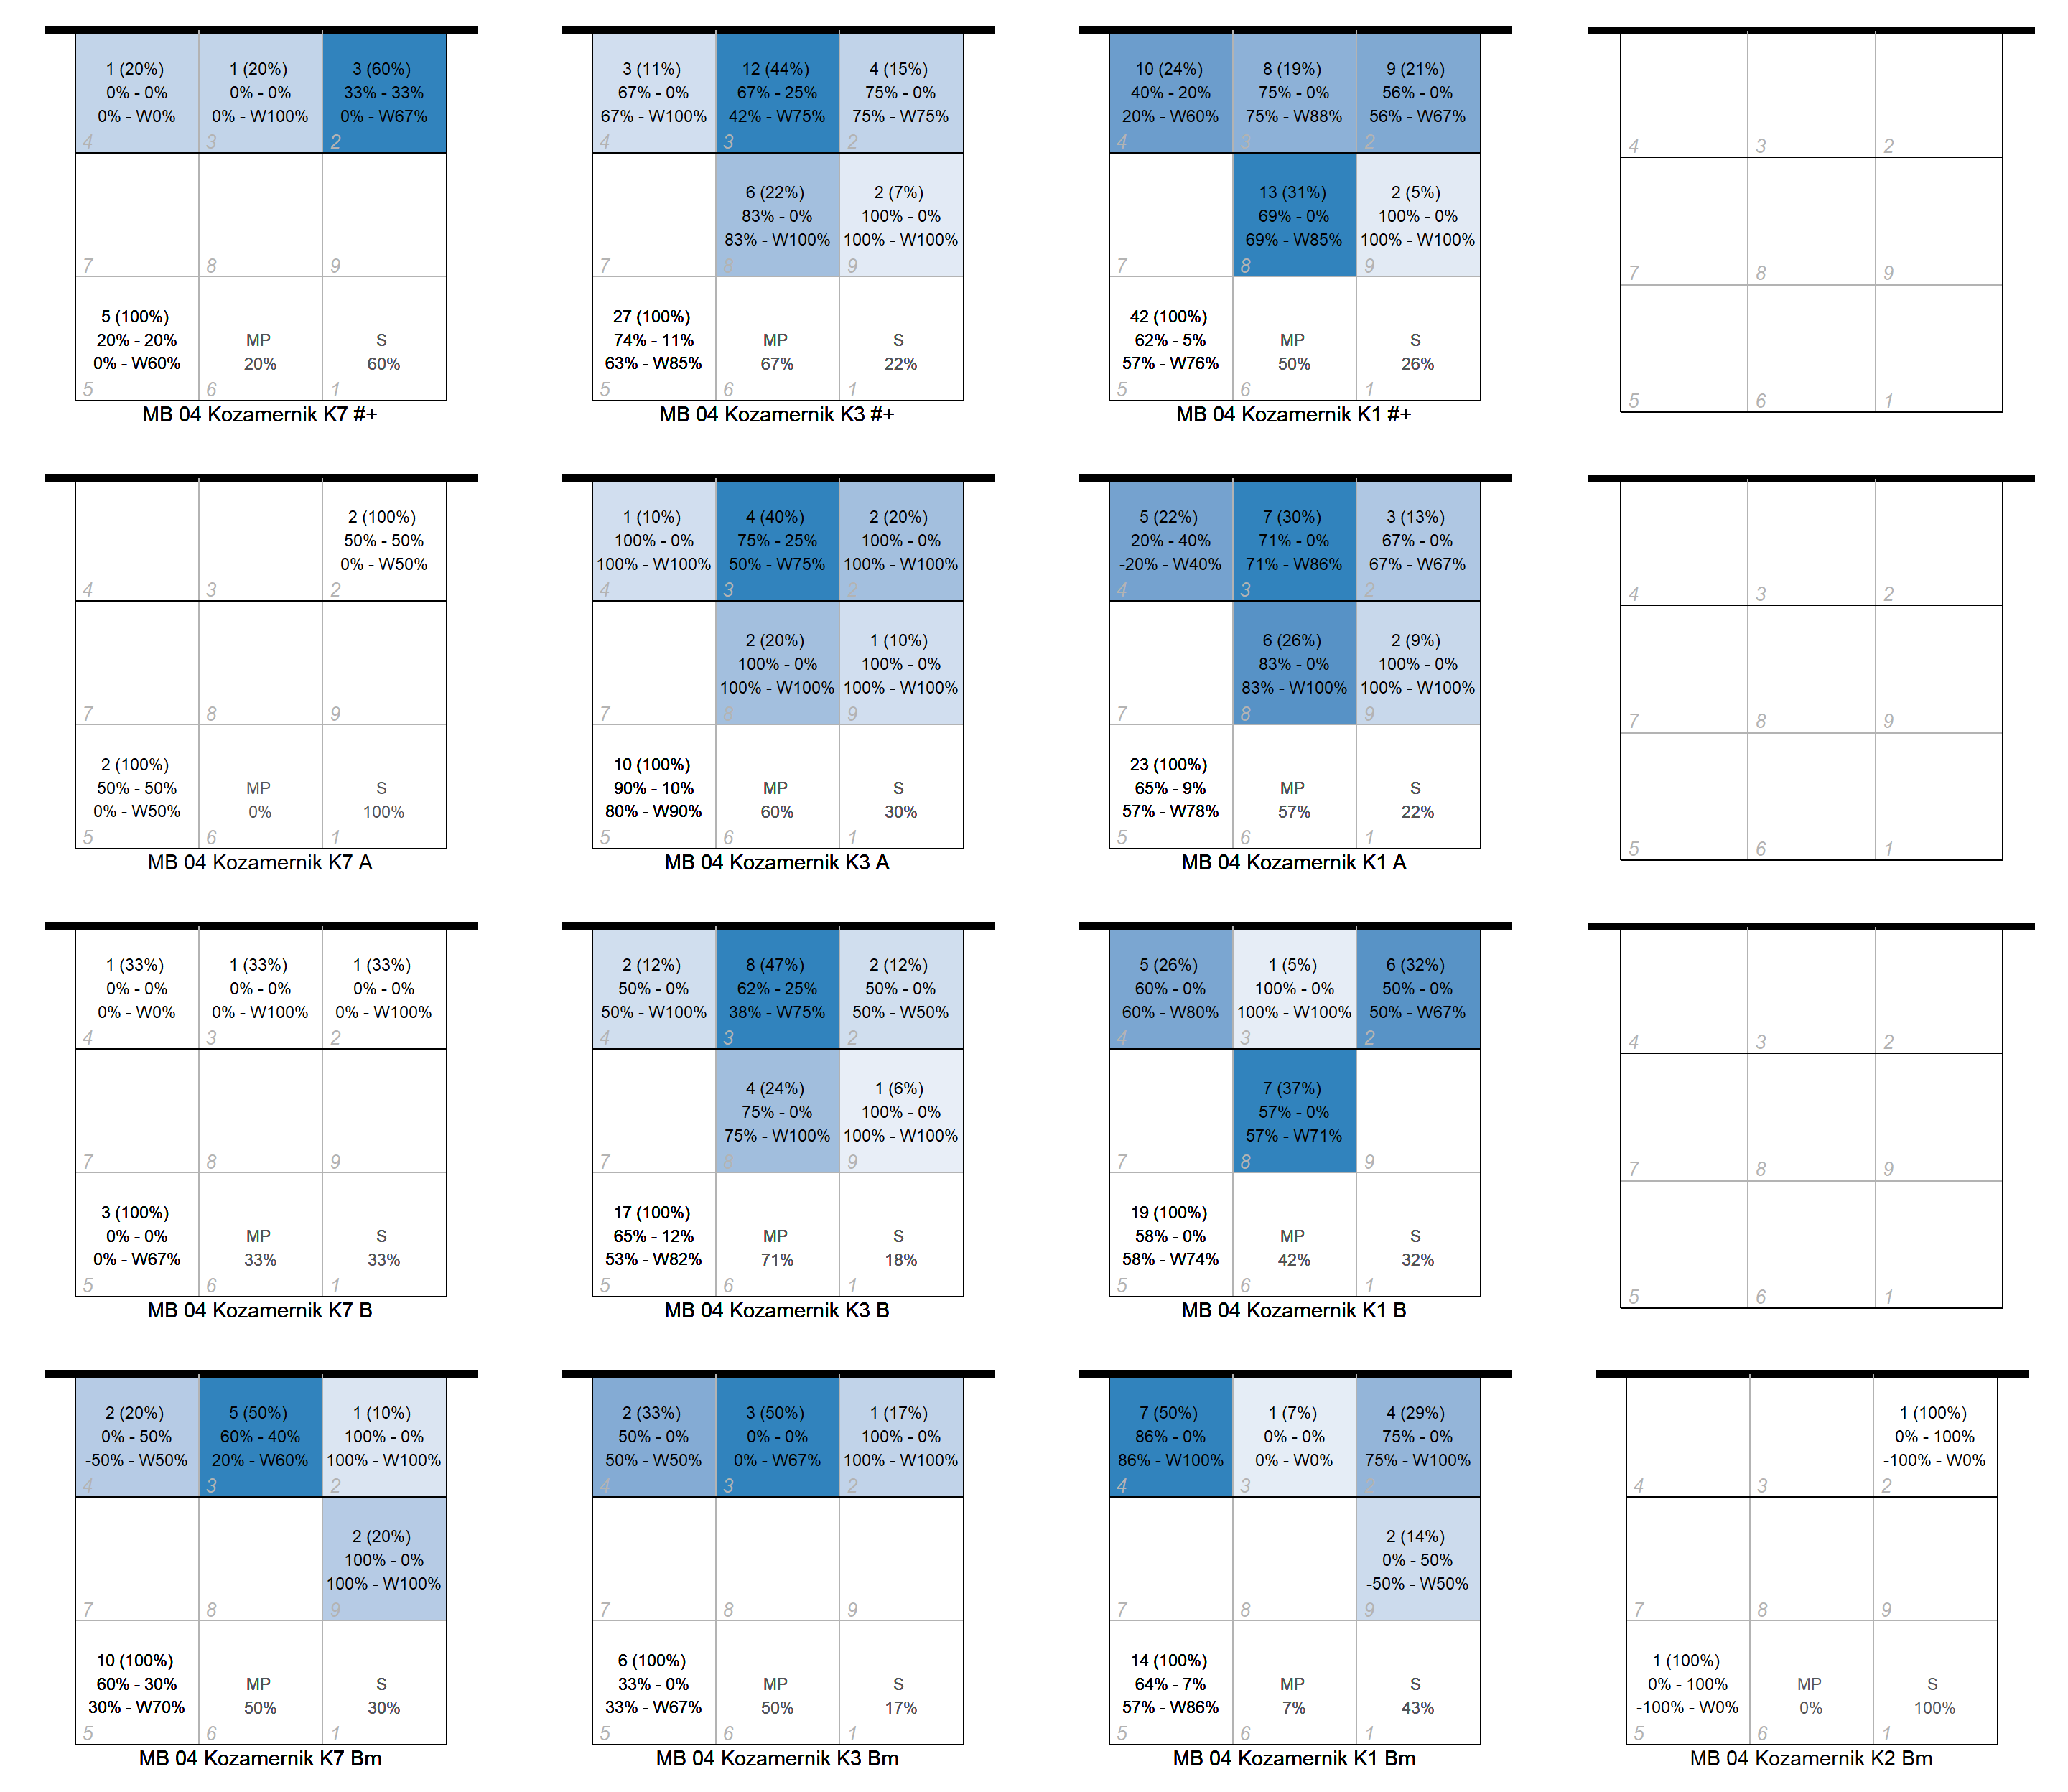 1 (20%)
0% - 0%
0% - W0%
4
1 (20%)
0% - 0%
0% - W100%
3
3 (60%)
33% - 33%
0% - W67%
2
7
8
9
5 (100%)
20% - 20%
0% - W60%
5
MP
20%
6
S
60%
1
MB 04 Kozamernik K7 #+
3 (11%)
67% - 0%
67% - W100%
4
12 (44%)
67% - 25%
42% - W75%
3
4 (15%)
75% - 0%
75% - W75%
2
7
6 (22%)
83% - 0%
83% - W100%
8
2 (7%)
100% - 0%
100% - W100%
9
27 (100%)
74% - 11%
63% - W85%
5
MP
67%
6
S
22%
1
MB 04 Kozamernik K3 #+
10 (24%)
40% - 20%
20% - W60%
4
8 (19%)
75% - 0%
75% - W88%
3
9 (21%)
56% - 0%
56% - W67%
2
7
13 (31%)
69% - 0%
69% - W85%
8
2 (5%)
100% - 0%
100% - W100%
9
42 (100%)
62% - 5%
57% - W76%
5
MP
50%
6
S
26%
1
MB 04 Kozamernik K1 #+
4
3
2
7
8
9
5
6
1
4
3
2 (100%)
50% - 50%
0% - W50%
2
7
8
9
2 (100%)
50% - 50%
0% - W50%
5
MP
0%
6
S
100%
1
MB 04 Kozamernik K7 A
1 (10%)
100% - 0%
100% - W100%
4
4 (40%)
75% - 25%
50% - W75%
3
2 (20%)
100% - 0%
100% - W100%
2
7
2 (20%)
100% - 0%
100% - W100%
8
1 (10%)
100% - 0%
100% - W100%
9
10 (100%)
90% - 10%
80% - W90%
5
MP
60%
6
S
30%
1
MB 04 Kozamernik K3 A
5 (22%)
20% - 40%
-20% - W40%
4
7 (30%)
71% - 0%
71% - W86%
3
3 (13%)
67% - 0%
67% - W67%
2
7
6 (26%)
83% - 0%
83% - W100%
8
2 (9%)
100% - 0%
100% - W100%
9
23 (100%)
65% - 9%
57% - W78%
5
MP
57%
6
S
22%
1
MB 04 Kozamernik K1 A
4
3
2
7
8
9
5
6
1
1 (33%)
0% - 0%
0% - W0%
4
1 (33%)
0% - 0%
0% - W100%
3
1 (33%)
0% - 0%
0% - W100%
2
7
8
9
3 (100%)
0% - 0%
0% - W67%
5
MP
33%
6
S
33%
1
MB 04 Kozamernik K7 B
2 (12%)
50% - 0%
50% - W100%
4
8 (47%)
62% - 25%
38% - W75%
3
2 (12%)
50% - 0%
50% - W50%
2
7
4 (24%)
75% - 0%
75% - W100%
8
1 (6%)
100% - 0%
100% - W100%
9
17 (100%)
65% - 12%
53% - W82%
5
MP
71%
6
S
18%
1
MB 04 Kozamernik K3 B
5 (26%)
60% - 0%
60% - W80%
4
1 (5%)
100% - 0%
100% - W100%
3
6 (32%)
50% - 0%
50% - W67%
2
7
7 (37%)
57% - 0%
57% - W71%
8
9
19 (100%)
58% - 0%
58% - W74%
5
MP
42%
6
S
32%
1
MB 04 Kozamernik K1 B
4
3
2
7
8
9
5
6
1
2 (20%)
0% - 50%
-50% - W50%
4
5 (50%)
60% - 40%
20% - W60%
3
1 (10%)
100% - 0%
100% - W100%
2
7
8
2 (20%)
100% - 0%
100% - W100%
9
10 (100%)
60% - 30%
30% - W70%
5
MP
50%
6
S
30%
1
MB 04 Kozamernik K7 Bm
2 (33%)
50% - 0%
50% - W50%
4
3 (50%)
0% - 0%
0% - W67%
3
1 (17%)
100% - 0%
100% - W100%
2
7
8
9
6 (100%)
33% - 0%
33% - W67%
5
MP
50%
6
S
17%
1
MB 04 Kozamernik K3 Bm
7 (50%)
86% - 0%
86% - W100%
4
1 (7%)
0% - 0%
0% - W0%
3
4 (29%)
75% - 0%
75% - W100%
2
7
8
2 (14%)
0% - 50%
-50% - W50%
9
14 (100%)
64% - 7%
57% - W86%
5
MP
7%
6
S
43%
1
MB 04 Kozamernik K1 Bm
4
3
1 (100%)
0% - 100%
-100% - W0%
2
7
8
9
1 (100%)
0% - 100%
-100% - W0%
5
MP
0%
6
S
100%
1
MB 04 Kozamernik K2 Bm